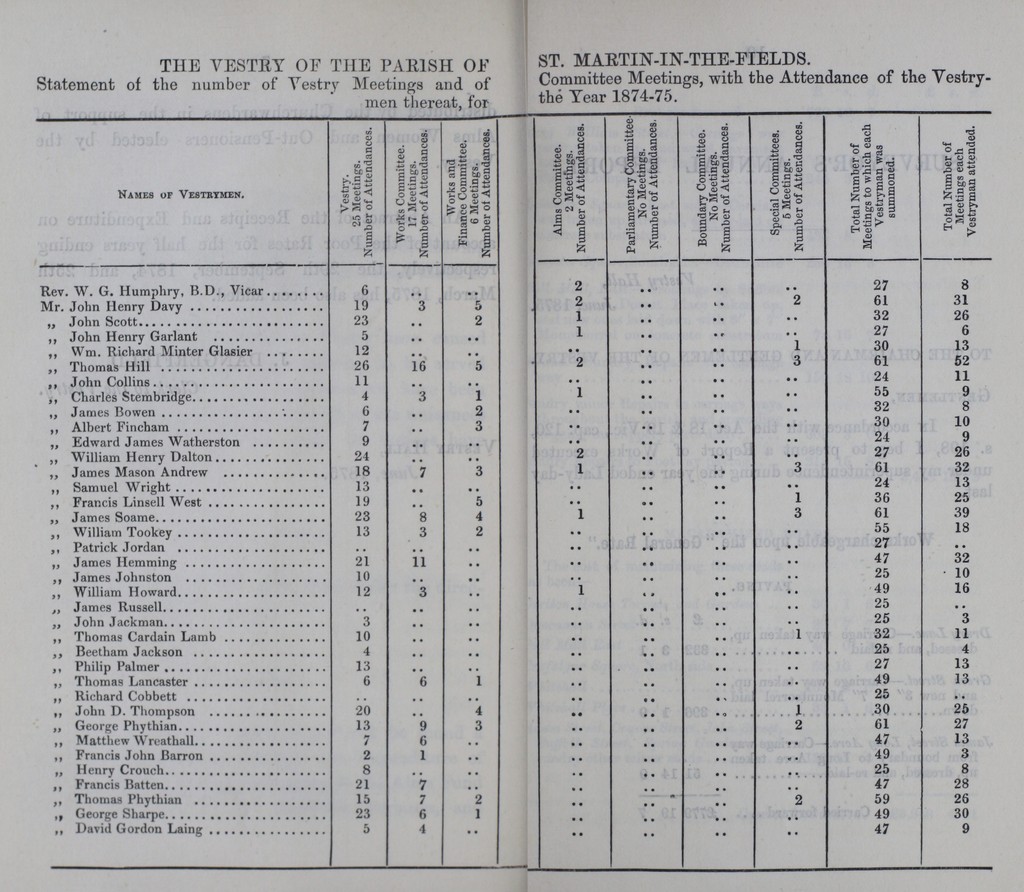 THE VESTRY OF THE PARISH OF ST. MARTIN-IN-THE-FIELDS.
Statement of the number of Vestry Meetings and of Committee Meetings, with the Attendance of the Vestry-
men thereat, for the Year 1874-75.
NAMES OF VESTRYMEN. | Vestry. 25 Meetings. Number of Attendances. | Works Committee. 17 Meetings. Number of Attendances. | Works and Finance Committee. 6 Meetings. Number of Attendances. | Alms Committee. 2 Meetings. Number of Attendances. | Parliamentary Committee No Meetings. Number of Attendances. | Boundary Committee. No Meetings. Number of Attendances. | Special Committees. 5 Meetings. Number of Attendances. | Total Number of Meetings to which each Vestryman was summoned. | Total Number of Meetings each Vestryman attended.
Rev. W. G. Humphry, B.D., Vicar 6 .. .. 2 .. .. .. 27 8
Mr. John Henry Davy 19 3 5 2 .. .. 2 61 31
„ John Scott 23 .. 2 1 .. .. .. 32 26
„ John Henry Garlant 5 .. .. 1 .. .. .. 27 6
„ Wm. Richard Minter Glasier 12 .. .. .. .. .. 1 30 13
„ Thomas Hill 26 16 5 2 .. .. 3 61 52
„ John Collins 11 .. .. .. .. .. .. 24 11
„ Charles Stembridge 4 3 1 1 .. .. .. 55 9
„ James Bowen 6 .. 2 .. .. .. .. 32 8
„ Albert Fincham 7 .. 3 .. .. .. .. 30 10
„ Edward James Watherston 9 .. .. .. .. .. .. 24 9
„ William Henry Dalton 24 .. .. 2 .. .. .. 27 26
„ James Mason Andrew 18 7 3 1 .. .. 3 61 32
„ Samuel Wright 13 .. .. .. .. .. .. 24 13
„ Francis Linsell West 19 .. 5 .. .. .. 1 36 25
„ James Soame 23 8 4 1 .. .. 3 61 39
„ William Tookey 13 3 2 .. .. .. .. 55 18
„ Patrick Jordan .. .. .. .. .. .. .. 27 ..
„ James Hemming 21 11 .. .. .. .. .. 47 32
„ James Johnston 10 .. .. .. .. .. .. 25 10
„ William Howard 12 3 .. 1 .. .. .. 49 16
„ James Russell .. .. .. .. .. .. .. 25 ..
„ John Jackman 3 .. .. .. .. .. .. 25 3
„ Thomas Cardain Lamb 10 .. .. .. .. .. 1 32 11
„ Beetham Jackson 4 .. .. .. .. .. .. 25 4
„ Philip Palmer 13 .. .. .. .. .. .. 27 13
„ Thomas Lancaster 6 6 1 .. .. .. .. 49 13
„ Richard Cobbett .. .. .. .. .. .. .. 25 ..
„ John D. Thompson 20 .. 4 .. .. .. 1 30 25
„ George Phythian 13 9 3 .. .. .. 2 61 27
„ Matthew Wreathall 7 6 .. .. .. .. .. 47 13
„ Francis John Barron 2 1 .. .. .. .. .. 49 3
„ Henry Crouch 8 .. .. .. .. .. .. 25 8
„ Francis Batten 21 7 .. .. .. .. .. 47 28
„ Thomas Phythian 15 7 2 .. .. .. 2 59 26
„ George Sharpe 23 6 1 .. .. .. .. 49 30
„ David Gordon Laing 5 4 .. .. .. .. .. 47 9